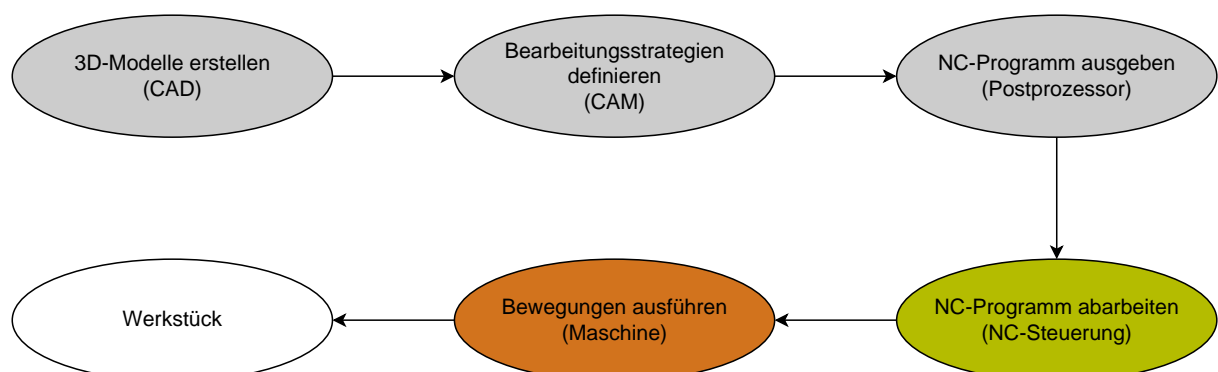 3D-Modelle erstellen
(CAD)
Bearbeitungsstrategien
definieren
(CAM)
NC-Programm ausgeben
(Postprozessor)
NC-Programm abarbeiten
(NC-Steuerung)
Bewegungen ausführen
(Maschine)
Werkstück